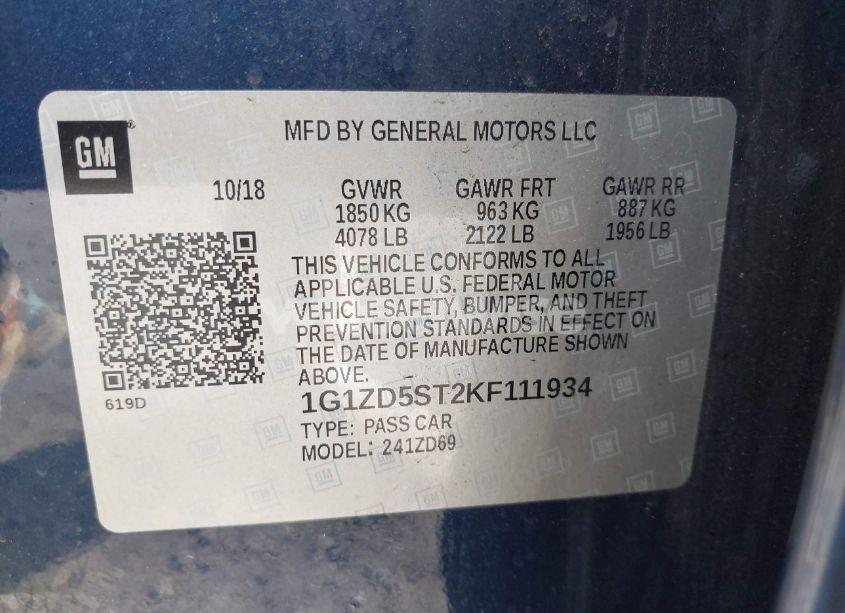 GM
MFD BY GENERAL MOTORS LLC
10/18 GVWR GAWR FRT GAWR RR
1850 KG 963 KG 887 KG
4078 LB 2122 LB 1956 LB
THIS VEHICLE CONFORMS TO ALL
APPLICABLE U.S. FEDERAL MOTOR
VEHICLE SAFETY, BUMPER, AND THEFT
PREVENTION STANDARDS IN EFFECT ON
THE DATE OF MANUFACTURE SHOWN
ABOVE.
619D
1G1ZD5ST2KF111934
TYPE: PASS CAR
MODEL: 241ZD69